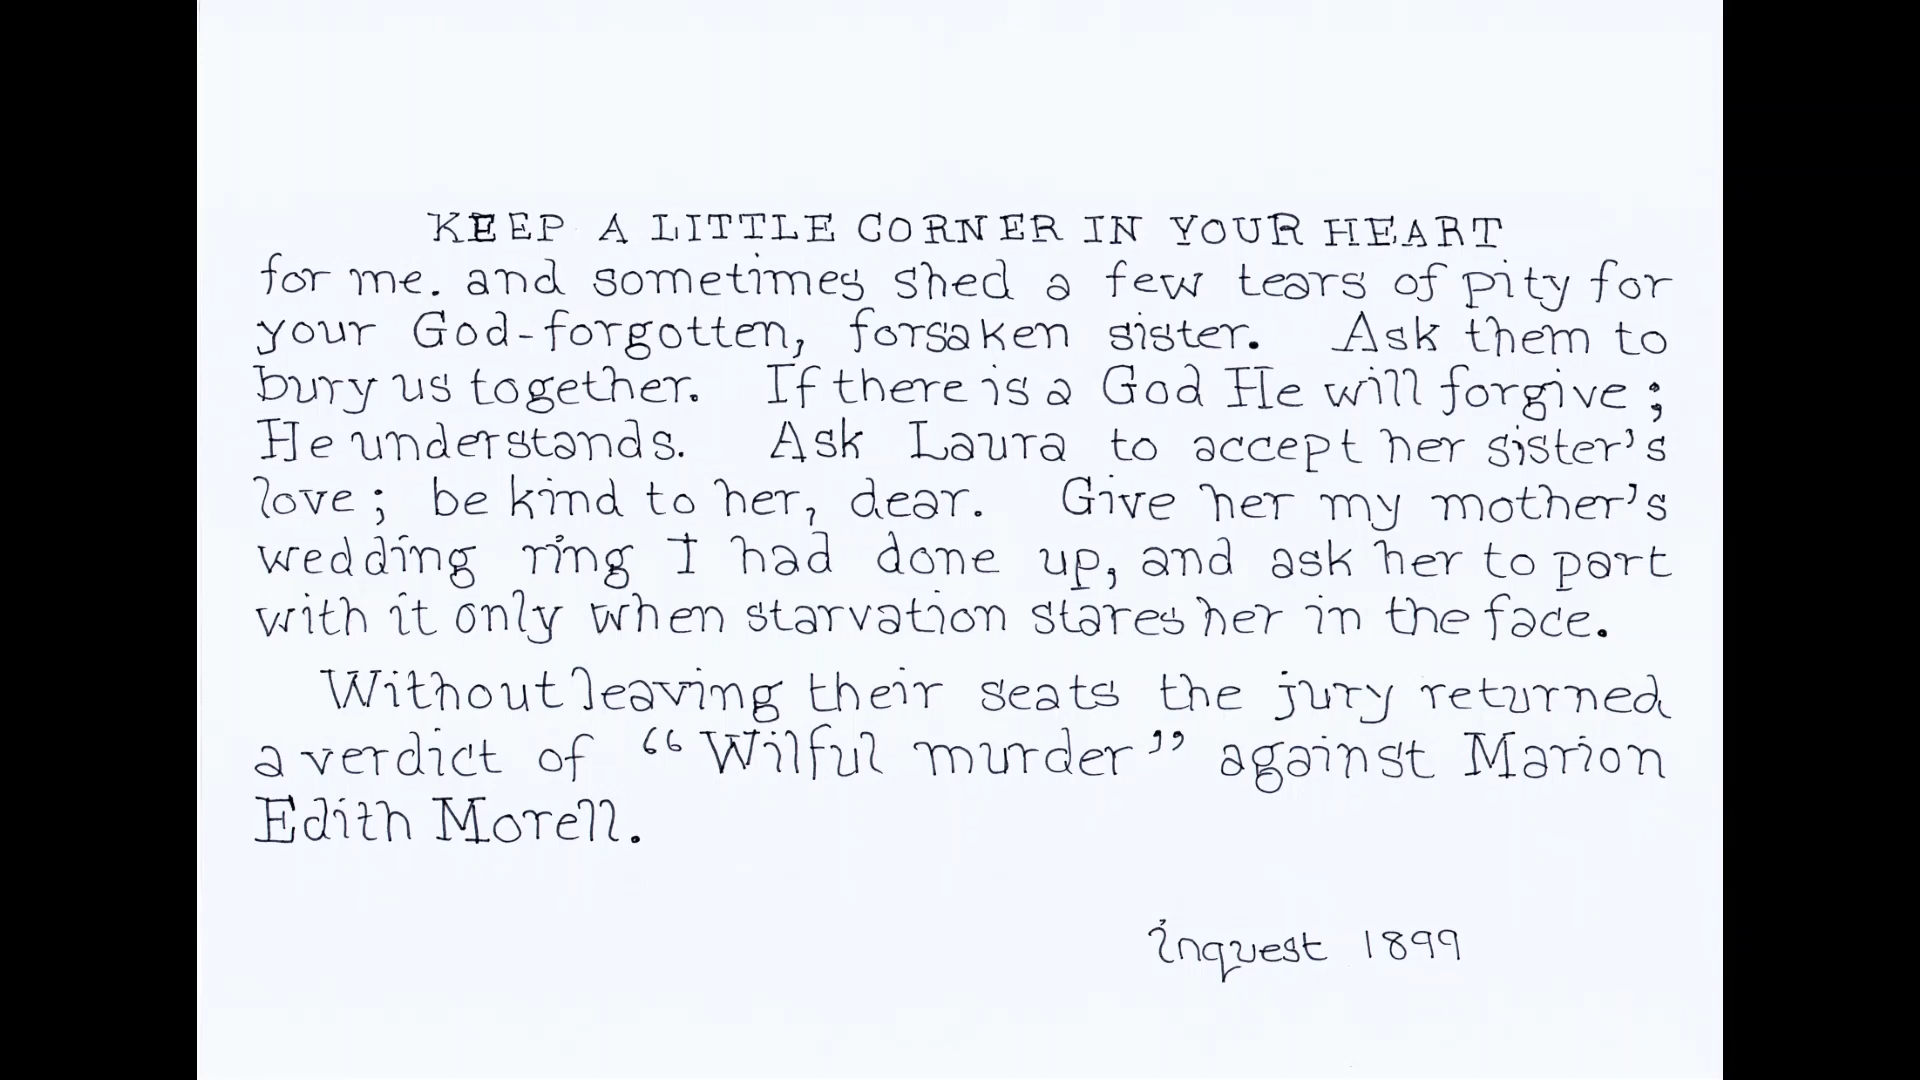 KEEP A LITTLE CORNER IN YOUR HEART
for me. and sometimes shed a few tears of pity for
your God-forgotten, forsaken sister. Ask them to
bury us together. If there is a God He will forgive;
He understands. Ask Laura to accept her sister's
love; be kind to her, dear. Give her my mother's
wedding ring I had done up, and ask her to part
with it only when starvation stares her in the face.
Without leaving their seats the jury returned
a verdict of “Wilful murder” against Marion
Edith Morell.
inquest 1899